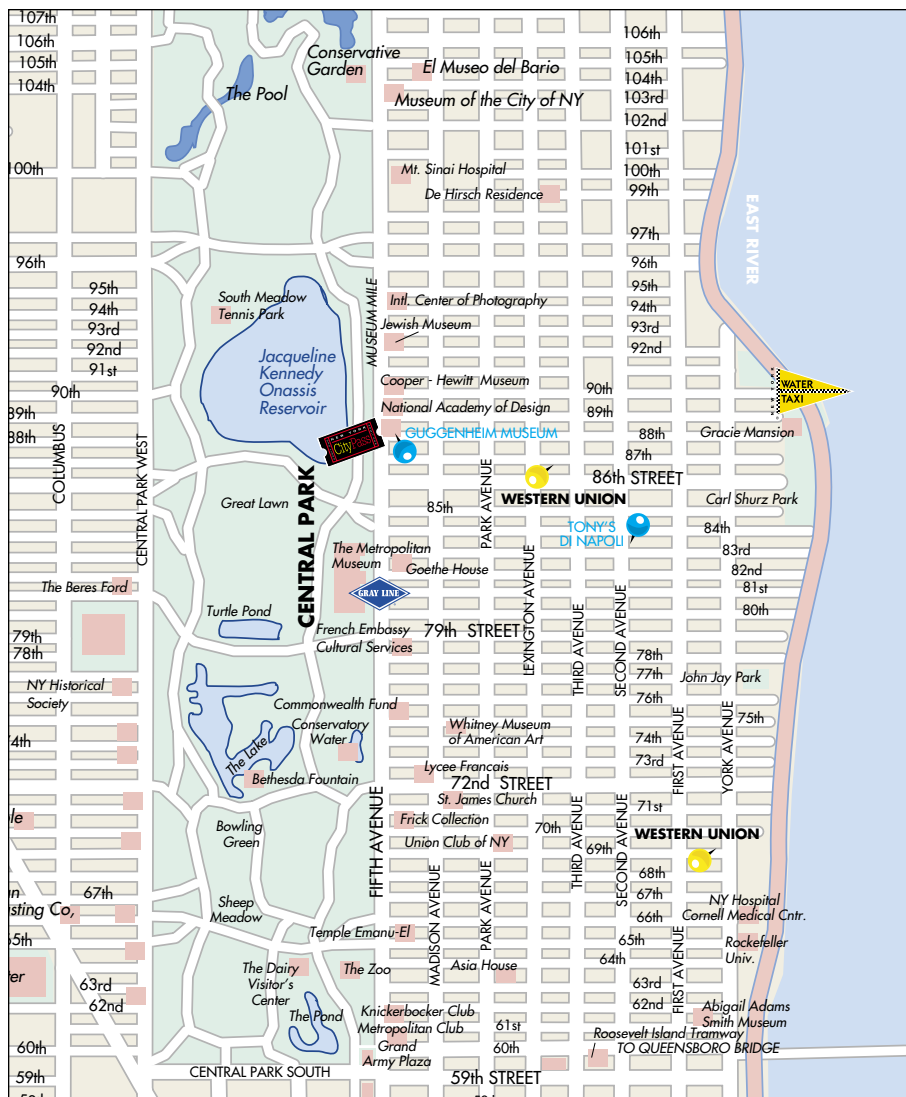 107th
106th
105th
104th
100th
96th
95th
94th
93rd
92nd
91st
90th
89th
88th
COLUMBUS
CENTRAL PARK WEST
The Beres Ford
79th
78th
NY Historical
Society
74th
67th
sting Co,
65th
63rd
62nd
60th
59th
Conservative
Garden
The Pool
South Meadow
Tennis Park
Jacqueline
Kennedy
Onassis
Reservoir
MUSEUM MILE
CENTRAL PARK
Great Lawn
Turtle Pond
The Metropolitan
Museum
GRAY LINE
French Embassy
Cultural Services
Commonwealth Fund
Conservatory
Water
The Lake
Bethesda Fountain
Bowling
Green
Sheep
Meadow
Temple Emanu-El
The Dairy
Visitor's
Center
The Zoo
The Pond
Knickerbocker Club
Metropolitan Club
Grand
Army Plaza
CENTRAL PARK SOUTH
El Museo del Bario
Museum of the City of NY
Mt. Sinai Hospital
De Hirsch Residence
Intl. Center of Photography
Jewish Museum
Cooper - Hewitt Museum
National Academy of Design
GUGGENHEIM MUSEUM
City
85th
PARK AVENUE
WESTERN UNION
86th STREET
TONY'S
DI NAPOLI
Goethe House
79th STREET
LEXINGTON AVENUE
THIRD AVENUE
SECOND AVENUE
Whitney Museum
of American Art
Lycee Francais
72nd STREET
St. James Church
Frick Collection
Union Club of NY
FIFTH AVENUE
MADISON AVENUE
PARK AVENUE
Asia House
61st
60th
59th STREET
106th
105th
104th
103rd
102nd
101st
100th
99th
97th
96th
95th
94th
93rd
92nd
90th
89th
88th
87th
EAST RIVER
WATER
TAXI
Gracie Mansion
Carl Shurz Park
84th
83rd
82nd
81st
80th
78th
77th
76th
John Jay Park
75th
74th
73rd
FIRST AVENUE
YORK AVENUE
71st
70th
69th
THIRD AVENUE
SECOND AVENUE
WESTERN UNION
68th
67th
66th
65th
64th
63rd
62nd
FIRST AVENUE
NY Hospital
Cornell Medical Cntr.
Rockefeller
Univ.
Abigail Adams
Smith Museum
Roosevelt Island Tramway
TO QUEENSBORO BRIDGE